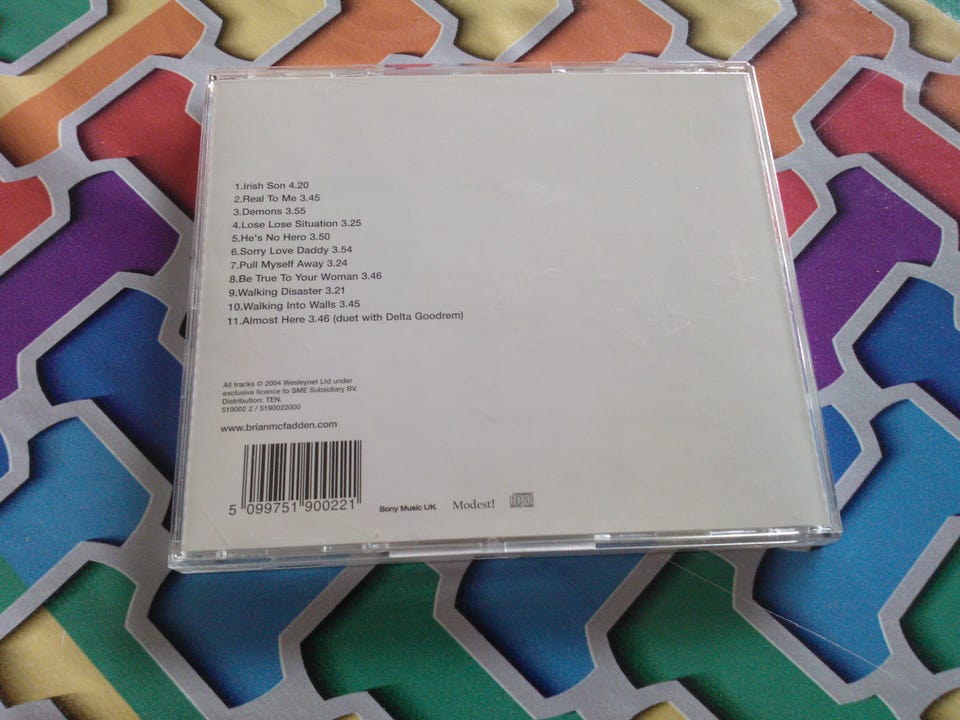 1.Irish Son 4.20
2.Real To Me 3.45
3.Demons 3.55
4.Lose Lose Situation 3.25
5.He's No Hero 3.50
6.Sorry Love Daddy 3.54
7.Pull Myself Away 3.24
8.Be True To Your Woman 3.46
9.Walking Disaster 3.21
10.Walking Into Walls 3.45
11.Almost Here 3.46 (duet with Delta Goodrem)
All tracks © 2004 Wesleynet Ltd under
exclusive licence to SME Subsidiary BV.
Distribution: TEN.
519002 2 / 5190022000
www.brianmcfadden.com
5 099751 900221
Sony Music UK Modest!